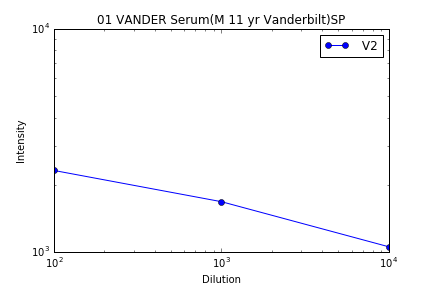 01 VANDER Serum(M 11 yr Vanderbilt)SP
10⁴
V2
Intensity
10³
10² 10³ 10⁴
Dilution